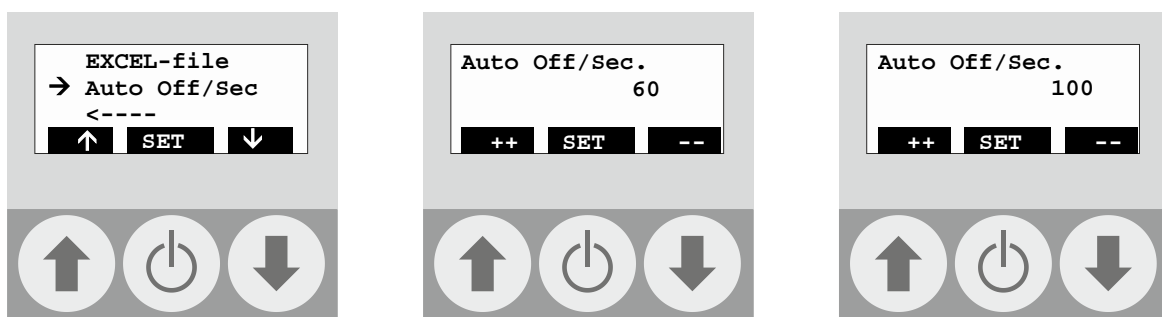 EXCEL-file
→ Auto Off/Sec
<----
↑ SET ↓
Auto Off/Sec.
60
++ SET --
Auto Off/Sec.
100
++ SET --